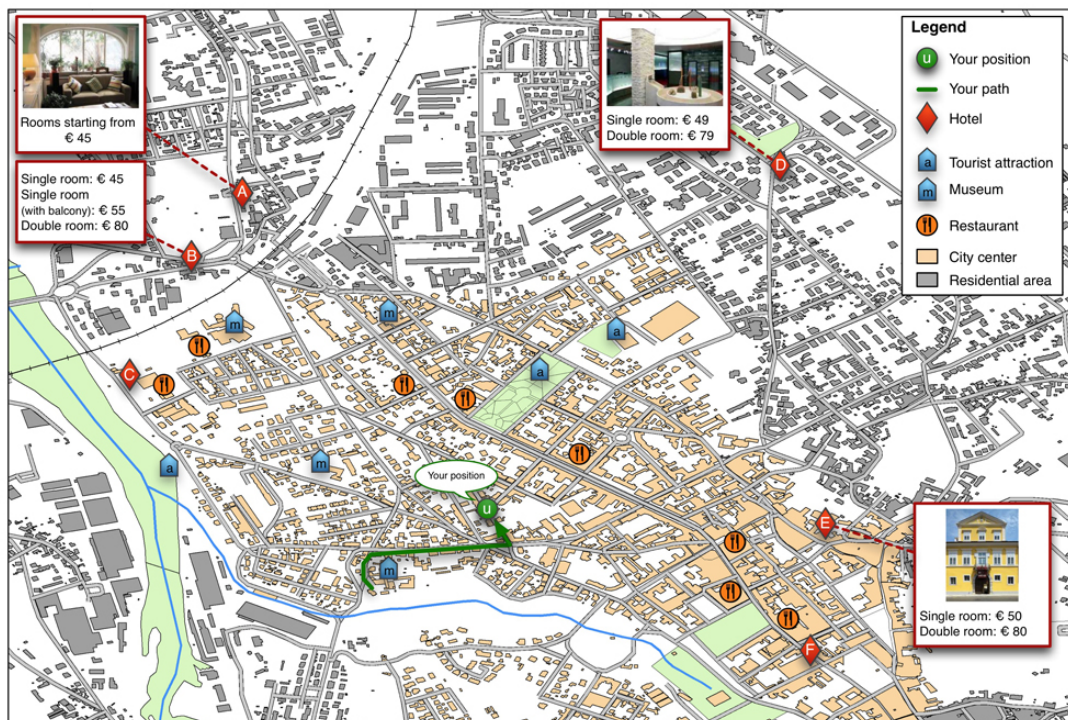 Rooms starting from
€ 45
Single room: € 45
Single room
(with balcony): € 55
Double room: € 80
Single room: € 49
Double room: € 79
Legend
u Your position
Your path
Hotel
a Tourist attraction
m Museum
Restaurant
City center
Residential area
A
D
B
m
m
a
a
C
a
m
Your position
u
E
m
F
Single room: € 50
Double room: € 80